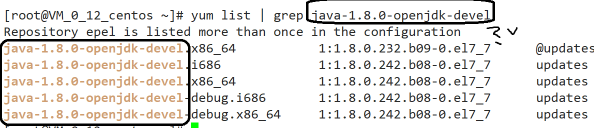 [root@VM_0_12_centos ~]# yum list | grep java-1.8.0-openjdk-devel
Repository epel is listed more than once in the configuration
java-1.8.0-openjdk-devel.x86_64 1:1.8.0.232.b09-0.el7_7 @updates
java-1.8.0-openjdk-devel.i686 1:1.8.0.242.b08-0.el7_7 updates
java-1.8.0-openjdk-devel.x86_64 1:1.8.0.242.b08-0.el7_7 updates
java-1.8.0-openjdk-devel-debug.i686 1:1.8.0.242.b08-0.el7_7 updates
java-1.8.0-openjdk-devel-debug.x86_64 1:1.8.0.242.b08-0.el7_7 updates